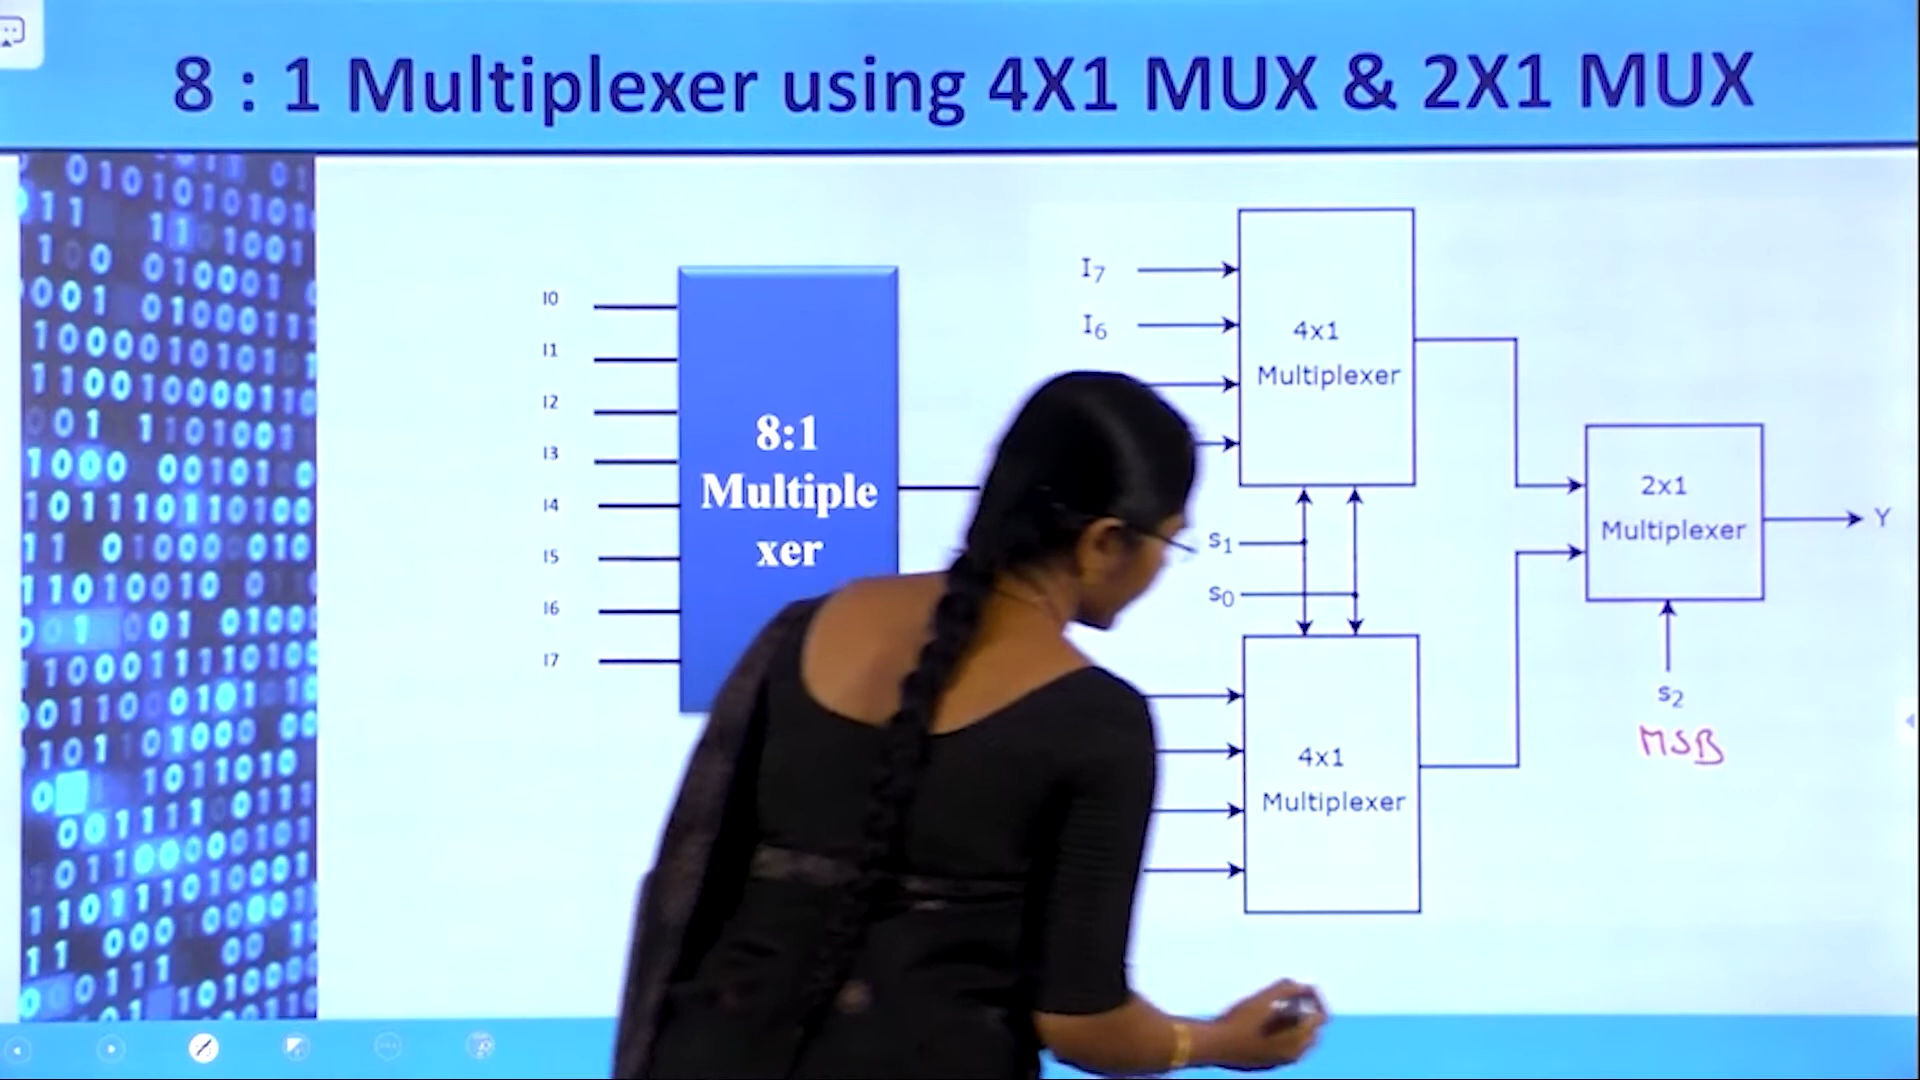 8 : 1 Multiplexer using 4X1 MUX & 2X1 MUX
I0
I1
I2
I3
I4
I5
I6
I7
8:1
Multiple
xer
I7
I6
4x1
Multiplexer
s1
s0
4x1
Multiplexer
2x1
Multiplexer
Y
s2
MSB